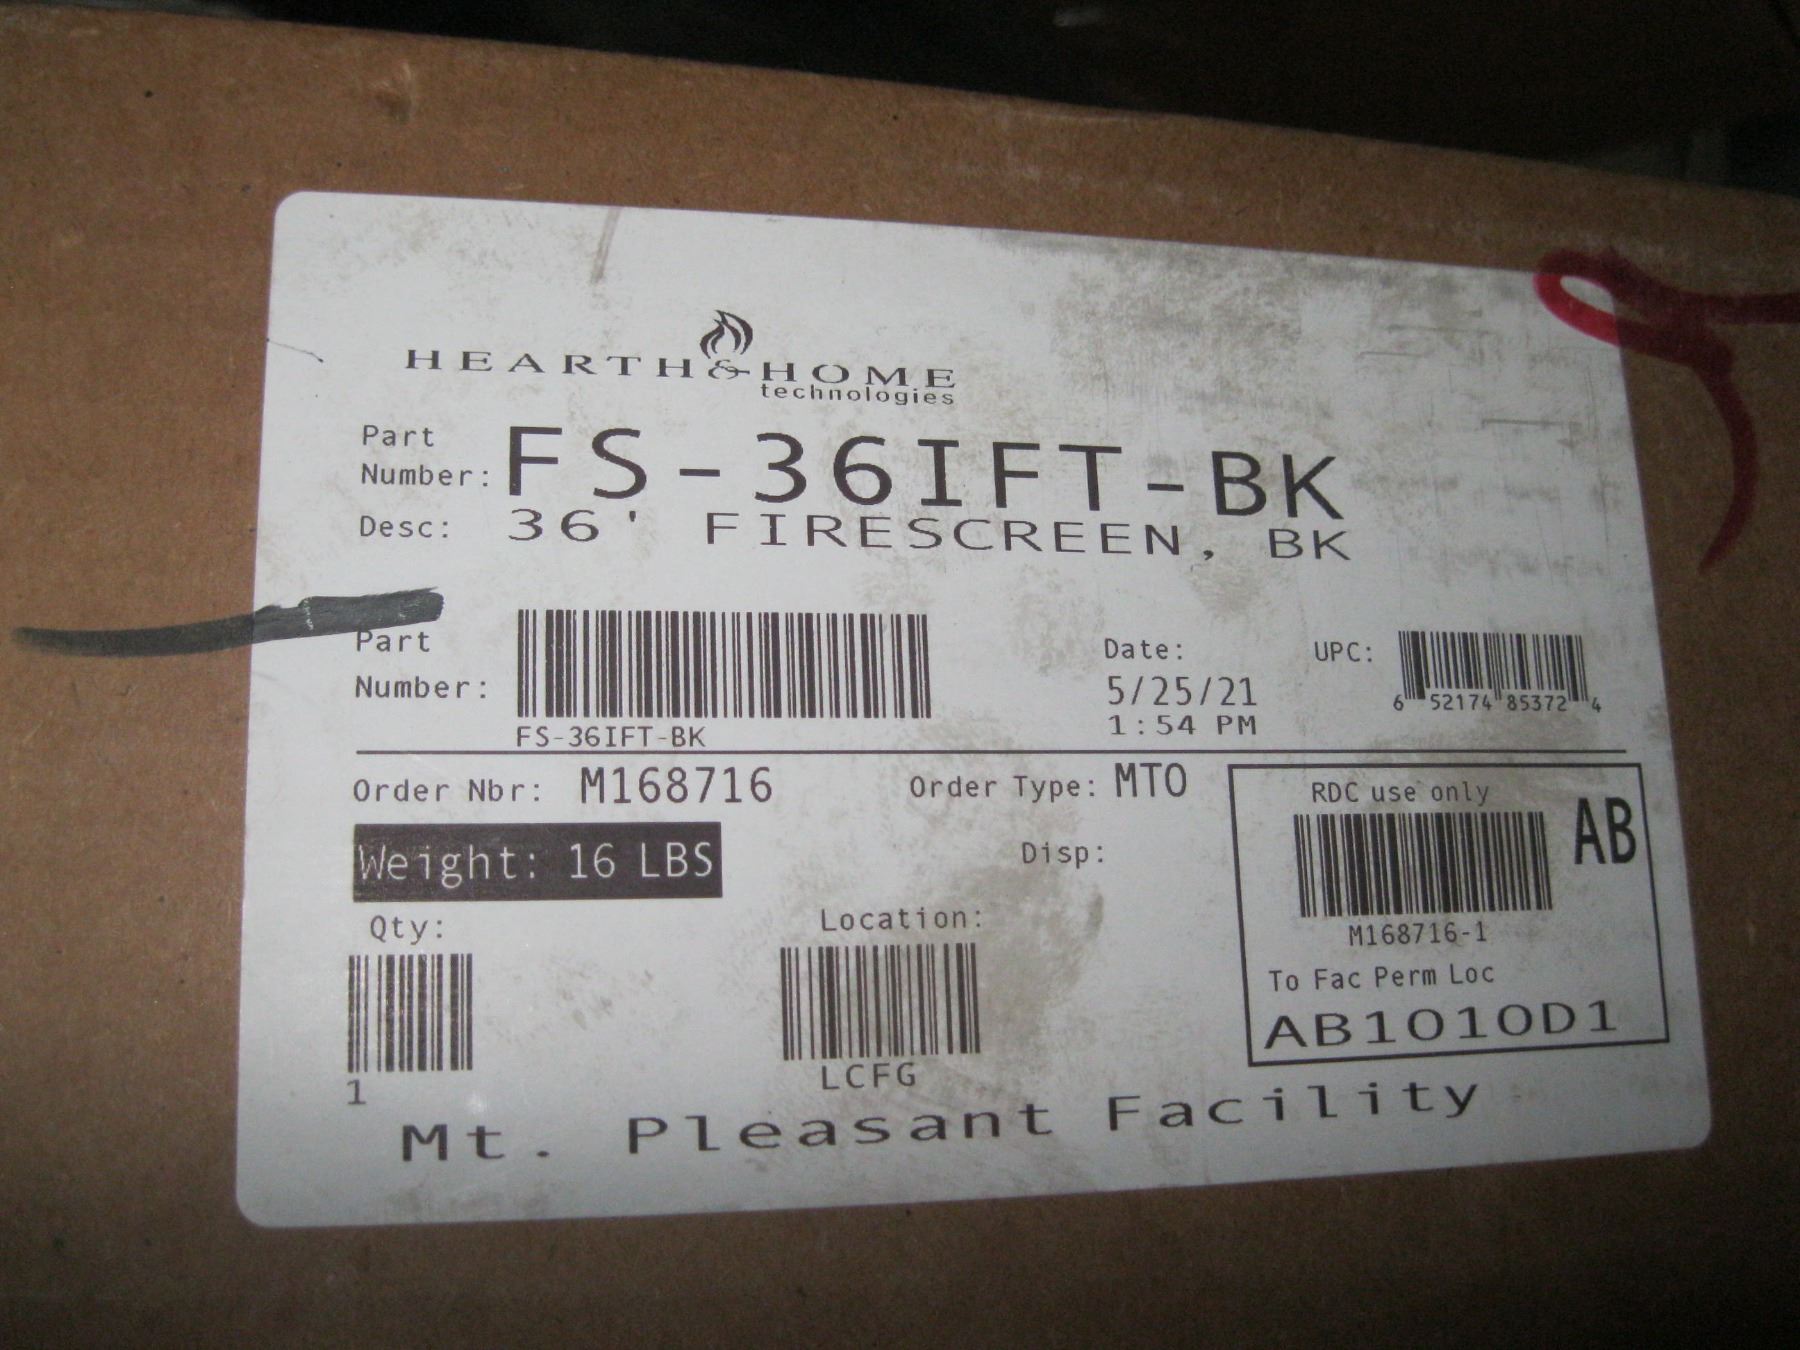 HEARTH & HOME
technologies
Part Number: FS-36IFT-BK
Desc: 36' FIRESCREEN, BK
Part Number:
FS-36IFT-BK
Date:
5/25/21
1:54 PM
UPC:
6 52174 85372 4
Order Nbr: M168716
Order Type: MTO
Weight: 16 LBS
Disp:
Qty:
1
Location:
LCFG
RDC use only
AB
M168716-1
To Fac Perm Loc
AB1010D1
Mt. Pleasant Facility